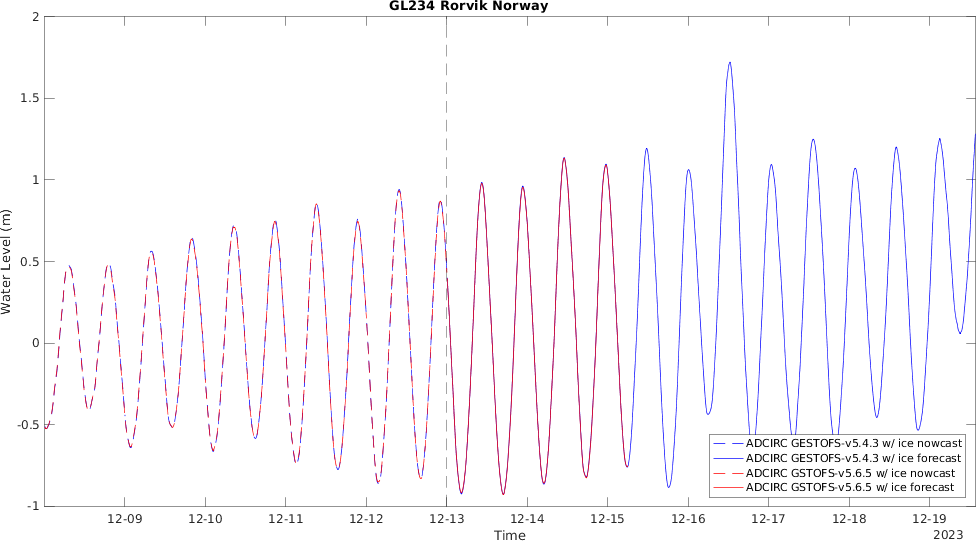 GL234 Rorvik Norway
2
1.5
1
0.5
0
-0.5
-1
Water Level (m)
ADCIRC GESTOFS-v5.4.3 w/ ice nowcast
ADCIRC GESTOFS-v5.4.3 w/ ice forecast
ADCIRC GSTOFS-v5.6.5 w/ ice nowcast
ADCIRC GSTOFS-v5.6.5 w/ ice forecast
12-09 12-10 12-11 12-12 12-13 12-14 12-15 12-16 12-17 12-18 12-19
Time
2023